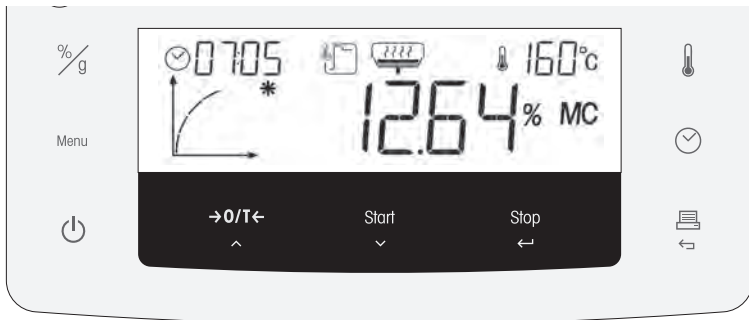 %/g
07:05
160°c
*
12.64% MC
Menu
→0/T←
Start
Stop